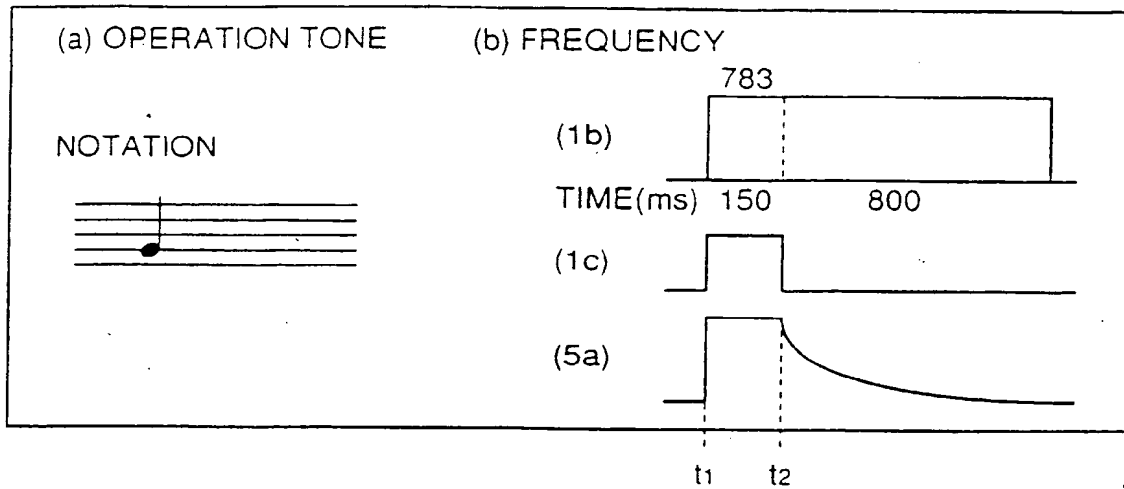 (a) OPERATION TONE
(b) FREQUENCY
783
(1b)
NOTATION
TIME(ms) 150 800
(1c)
(5a)
t1 t2